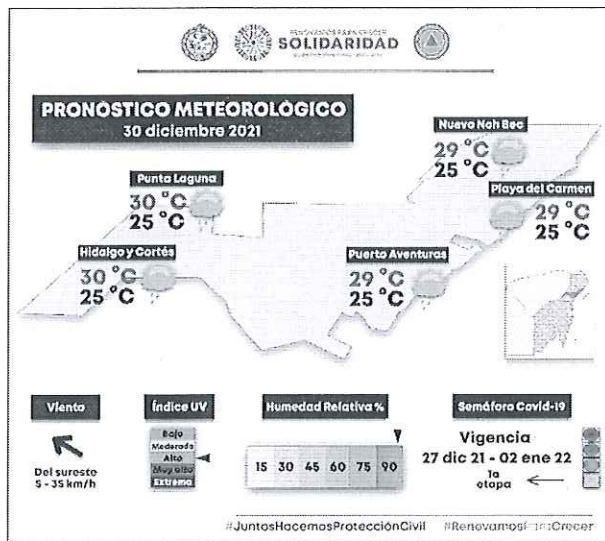 SOLIDARIDAD
PRONÓSTICO METEOROLÓGICO
30 diciembre 2021
Nuevo Noh Bec
29 °C
25 °C
Punta Laguna
30 °C
25 °C
Playa del Carmen
29 °C
25 °C
Hidalgo y Cortés
30 °C
25 °C
Puerto Aventuras
29 °C
25 °C
Viento
Del sureste
5 - 35 km/h
Índice UV
Bajo
Moderado
Alto
Muy alto
Extremo
Humedad Relativa %
15 30 45 60 75 90
Semáforo Covid-19
Vigencia
27 dic 21 - 02 ene 22
1a
etapa
#JuntosHacemosProtecciónCivil